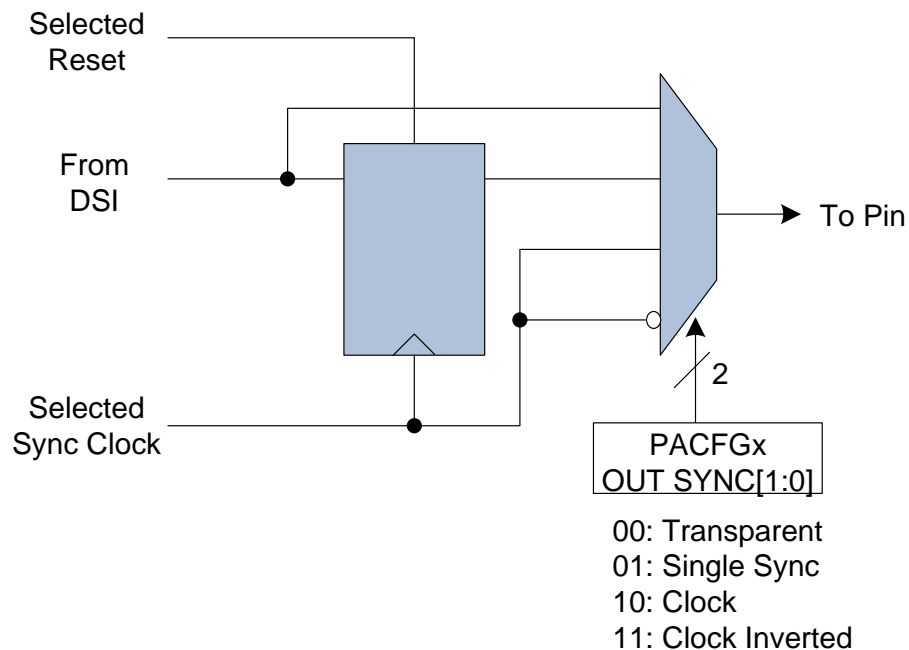 Selected
Reset
From
DSI
To Pin
2
Selected
Sync Clock
PACFGx
OUT SYNC[1:0]
00: Transparent
01: Single Sync
10: Clock
11: Clock Inverted